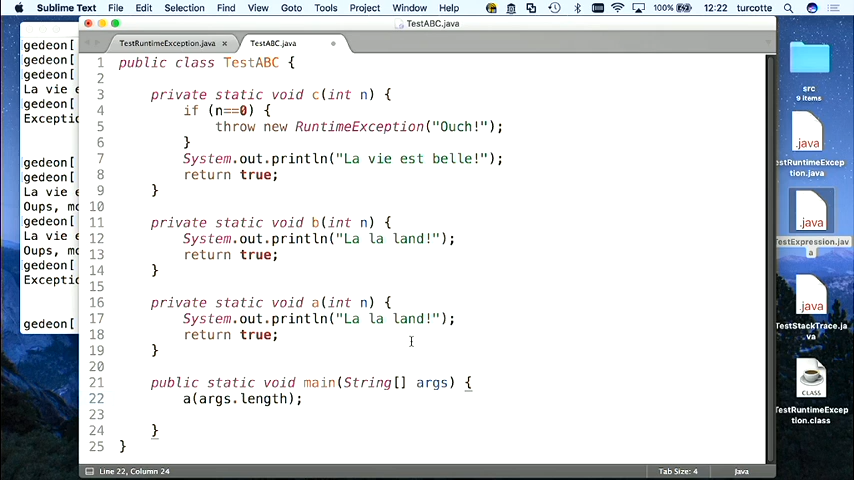 Sublime Text File Edit Selection Find View Goto Tools Project Window Help 100% 12:22 turcotte
TestABC.java
TestRuntimeException.java × TestABC.java
gedeon[
gedeon[
gedeon[
La vie e
gedeon[
Exceptio
gedeon[
gedeon[
La vie e
Oups, mo
gedeon[
La vie e
Oups, mo
gedeon[
Exceptio
gedeon[
1 public class TestABC {
2
3 private static void c(int n) {
4 if (n==0) {
5 throw new RuntimeException("Ouch!");
6 }
7 System.out.println("La vie est belle!");
8 return true;
9 }
10
11 private static void b(int n) {
12 System.out.println("La la land!");
13 return true;
14 }
15
16 private static void a(int n) {
17 System.out.println("La la land!");
18 return true;
19 }
20
21 public static void main(String[] args) {
22 a(args.length);
23
24 }
25 }
Line 22, Column 24 Tab Size: 4 Java
src
9 items
.java
TestRuntimeExcep
tion.java
.java
TestExpression.jav
a
.java
TestStackTrace.ja
va
TestRuntimeExcep
tion.class